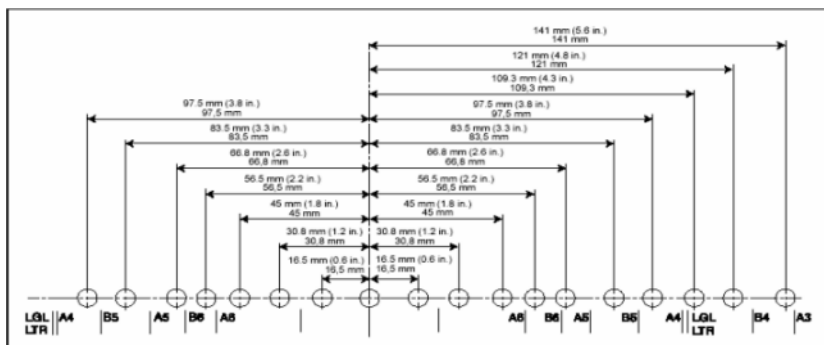 141 mm (5.6 in.)
141 mm
121 mm (4.8 in.)
121 mm
109.3 mm (4.3 in.)
109,3 mm
97.5 mm (3.8 in.)
97,5 mm
97.5 mm (3.8 in.)
97,5 mm
83.5 mm (3.3 in.)
83,5 mm
83.5 mm (3.3 in.)
83,5 mm
66.8 mm (2.6 in.)
66,8 mm
66.8 mm (2.6 in.)
66,8 mm
56.5 mm (2.2 in.)
56,5 mm
56.5 mm (2.2 in.)
56,5 mm
45 mm (1.8 in.)
45 mm
45 mm (1.8 in.)
45 mm
30.8 mm (1.2 in.)
30,8 mm
30.8 mm (1.2 in.)
30,8 mm
16.5 mm (0.6 in.)
16,5 mm
16.5 mm (0.6 in.)
16,5 mm
LGL A4 B5 A5 B6 A6 A6 B6 A5 B5 A4 LGL B4 A3
LTR LTR